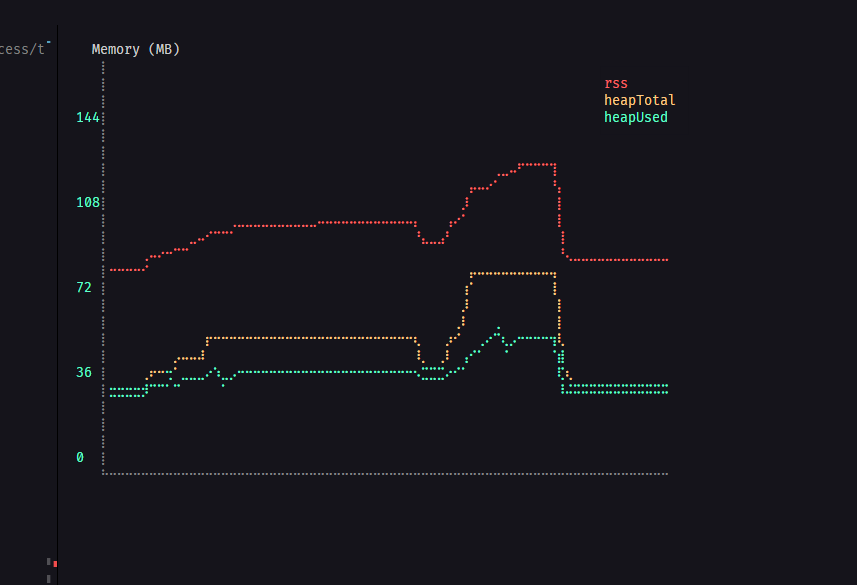 cess/t
Memory (MB)
rss
heapTotal
heapUsed
144
108
72
36
0